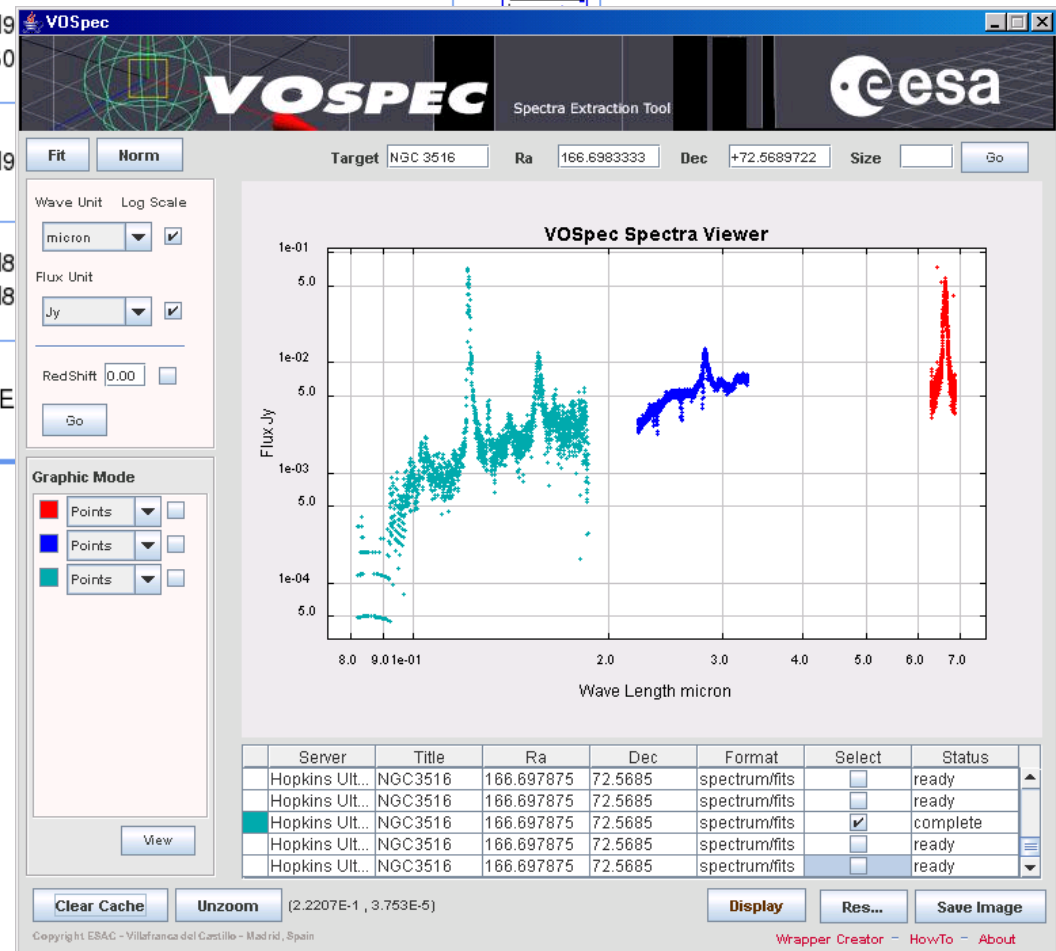 VOSpec
VOSPEC
Spectra Extraction Tool
esa
Fit Norm
Target NGC 3516 Ra 166.6983333 Dec +72.5689722 Size Go
Wave Unit Log Scale
micron
Flux Unit
Jy
RedShift 0.00
Go
Graphic Mode
Points
Points
Points
View
VOSpec Spectra Viewer
1e-01
5.0
1e-02
5.0
1e-03
5.0
1e-04
5.0
Flux Jy
8.0 9.0 1e-01 2.0 3.0 4.0 5.0 6.0 7.0
Wave Length micron
Server Title Ra Dec Format Select Status
Hopkins Ult... NGC3516 166.697875 72.5685 spectrum/fits ready
Hopkins Ult... NGC3516 166.697875 72.5685 spectrum/fits ready
Hopkins Ult... NGC3516 166.697875 72.5685 spectrum/fits complete
Hopkins Ult... NGC3516 166.697875 72.5685 spectrum/fits ready
Hopkins Ult... NGC3516 166.697875 72.5685 spectrum/fits ready
Clear Cache Unzoom (2.2207E-1 , 3.753E-5) Display Res... Save Image
Copyright ESAC - Villafranca del Castillo - Madrid, Spain
Wrapper Creator - HowTo - About